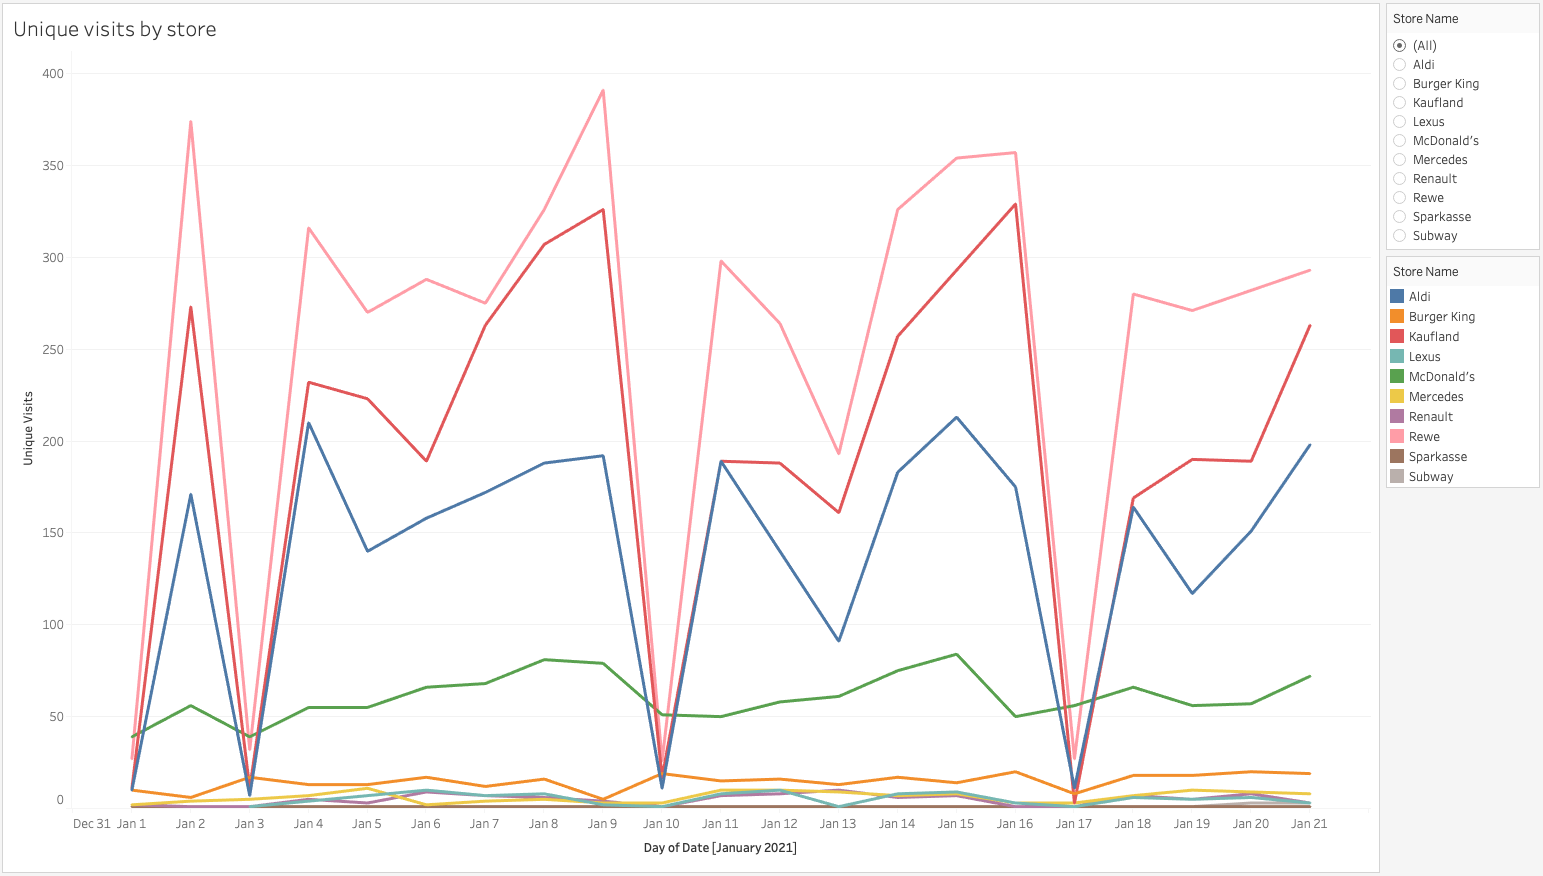 Unique visits by store
400
350
300
250
200
150
100
50
0
Unique Visits
Dec 31 Jan 1 Jan 2 Jan 3 Jan 4 Jan 5 Jan 6 Jan 7 Jan 8 Jan 9 Jan 10 Jan 11 Jan 12 Jan 13 Jan 14 Jan 15 Jan 16 Jan 17 Jan 18 Jan 19 Jan 20 Jan 21
Day of Date [January 2021]
Store Name
(All)
Aldi
Burger King
Kaufland
Lexus
McDonald's
Mercedes
Renault
Rewe
Sparkasse
Subway
Store Name
Aldi
Burger King
Kaufland
Lexus
McDonald's
Mercedes
Renault
Rewe
Sparkasse
Subway